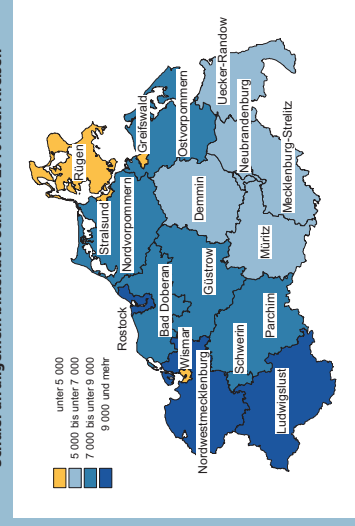 unter 5 000
5 000 bis unter 7 000
7 000 bis unter 9 000
9 000 und mehr
Rügen
Stralsund
Nordvorpommern
Greifswald
Ostvorpommern
Uecker-Randow
Neubrandenburg
Mecklenburg-Strelitz
Demmin
Müritz
Rostock
Bad Doberan
Güstrow
Wismar
Nordwestmecklenburg
Schwerin
Parchim
Ludwigslust